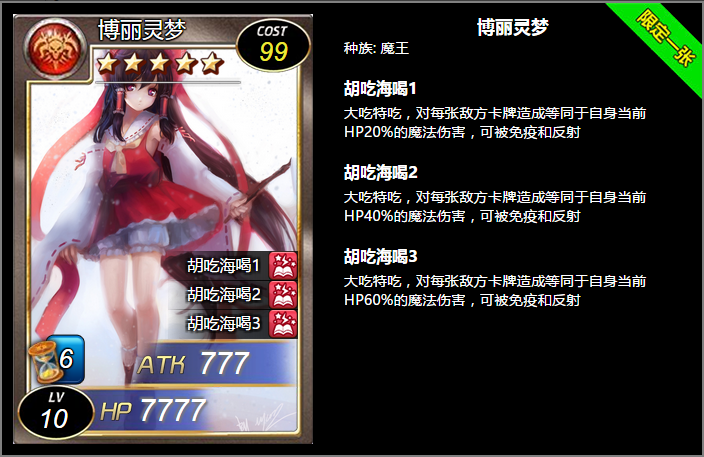 博丽灵梦
COST
99
胡吃海喝1
胡吃海喝2
胡吃海喝3
6
ATK 777
LV
10
HP 7777
博丽灵梦
限定一张
种族: 魔王
胡吃海喝1
大吃特吃，对每张敌方卡牌造成等同于自身当前
HP20%的魔法伤害，可被免疫和反射
胡吃海喝2
大吃特吃，对每张敌方卡牌造成等同于自身当前
HP40%的魔法伤害，可被免疫和反射
胡吃海喝3
大吃特吃，对每张敌方卡牌造成等同于自身当前
HP60%的魔法伤害，可被免疫和反射